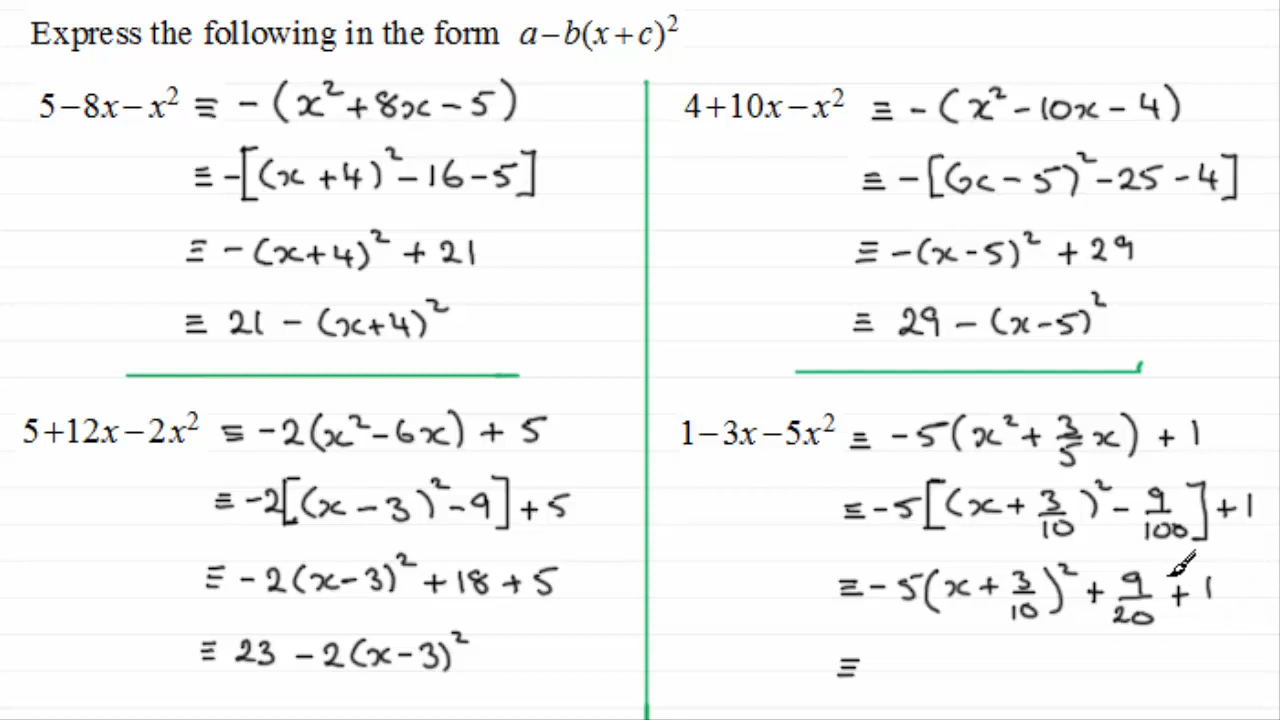 Express the following in the form a−b(x+c)²
5−8x−x² ≡ -(x²+8x-5)
≡ -[(x+4)²-16-5]
≡ -(x+4)²+21
≡ 21-(x+4)²
4+10x−x² ≡ -(x²-10x-4)
≡ -[(x-5)²-25-4]
≡ -(x-5)²+29
≡ 29-(x-5)²
5+12x−2x² ≡ -2(x²-6x)+5
≡ -2[(x-3)²-9]+5
≡ -2(x-3)²+18+5
≡ 23-2(x-3)²
1−3x−5x² ≡ -5(x²+3/5x)+1
≡ -5[(x+3/10)²-9/100]+1
≡ -5(x+3/10)²+9/20+1
≡